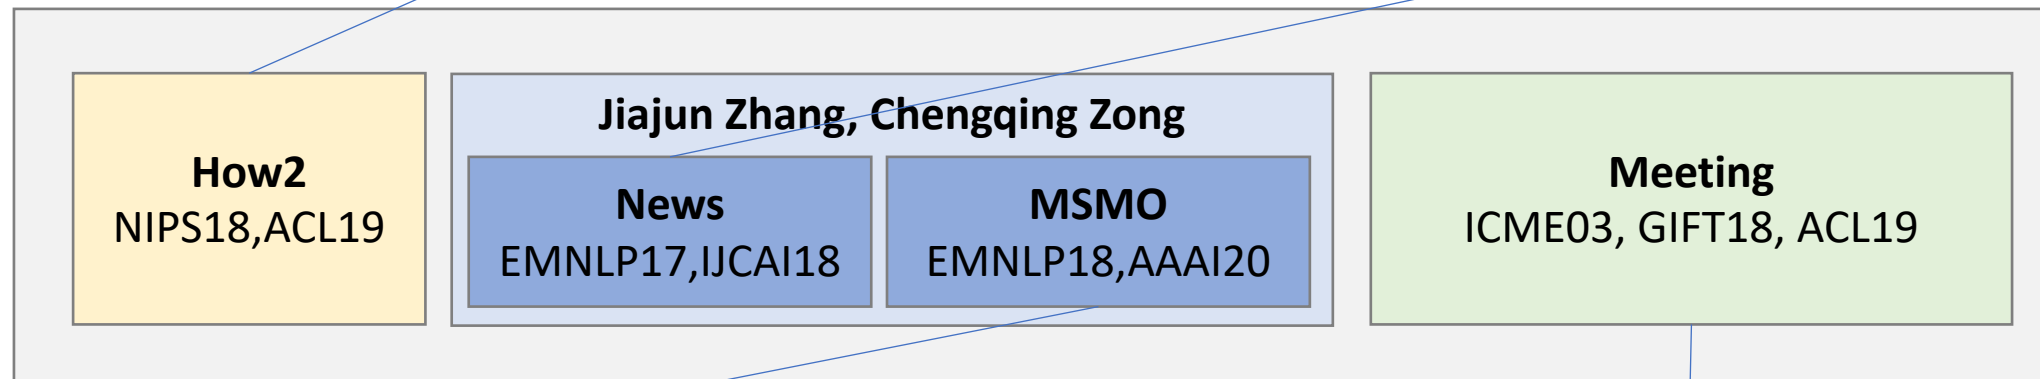 How2
NIPS18,ACL19
Jiajun Zhang, Chengqing Zong
News
EMNLP17,IJCAI18
MSMO
EMNLP18,AAAI20
Meeting
ICME03, GIFT18, ACL19